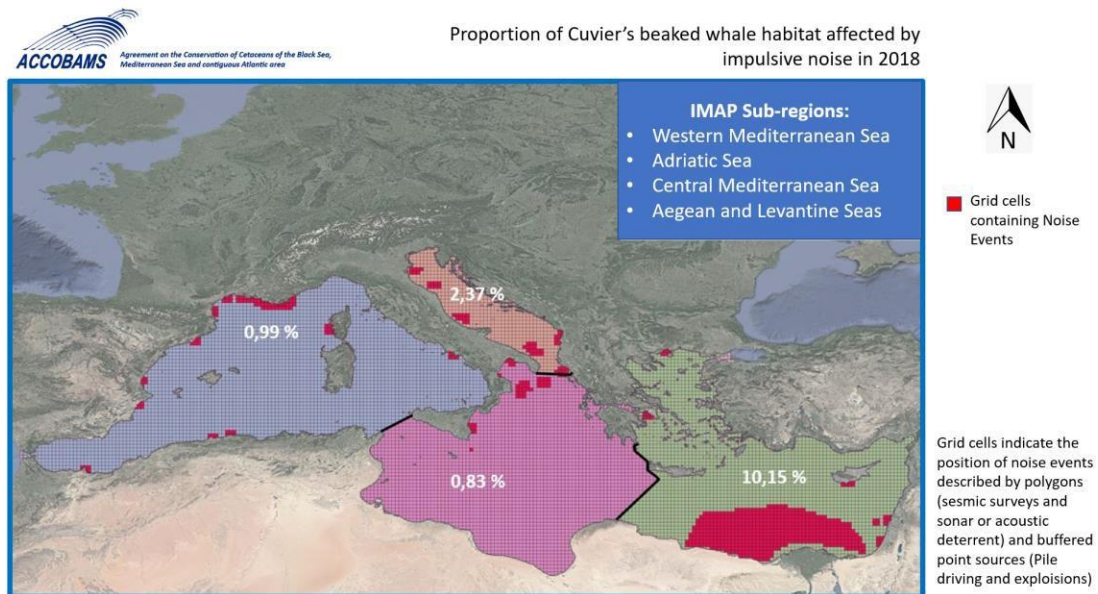 ACCOBAMS
Agreement on the Conservation of Cetaceans of the Black Sea,
Mediterranean Sea and contiguous Atlantic area
Proportion of Cuvier's beaked whale habitat affected by
impulsive noise in 2018
IMAP Sub-regions:
• Western Mediterranean Sea
• Adriatic Sea
• Central Mediterranean Sea
• Aegean and Levantine Seas
N
Grid cells
containing Noise
Events
2,37 %
0,99 %
0,83 %
10,15 %
Grid cells indicate the
position of noise events
described by polygons
(sesmic surveys and
sonar or acoustic
deterrent) and buffered
point sources (Pile
driving and exploisions)